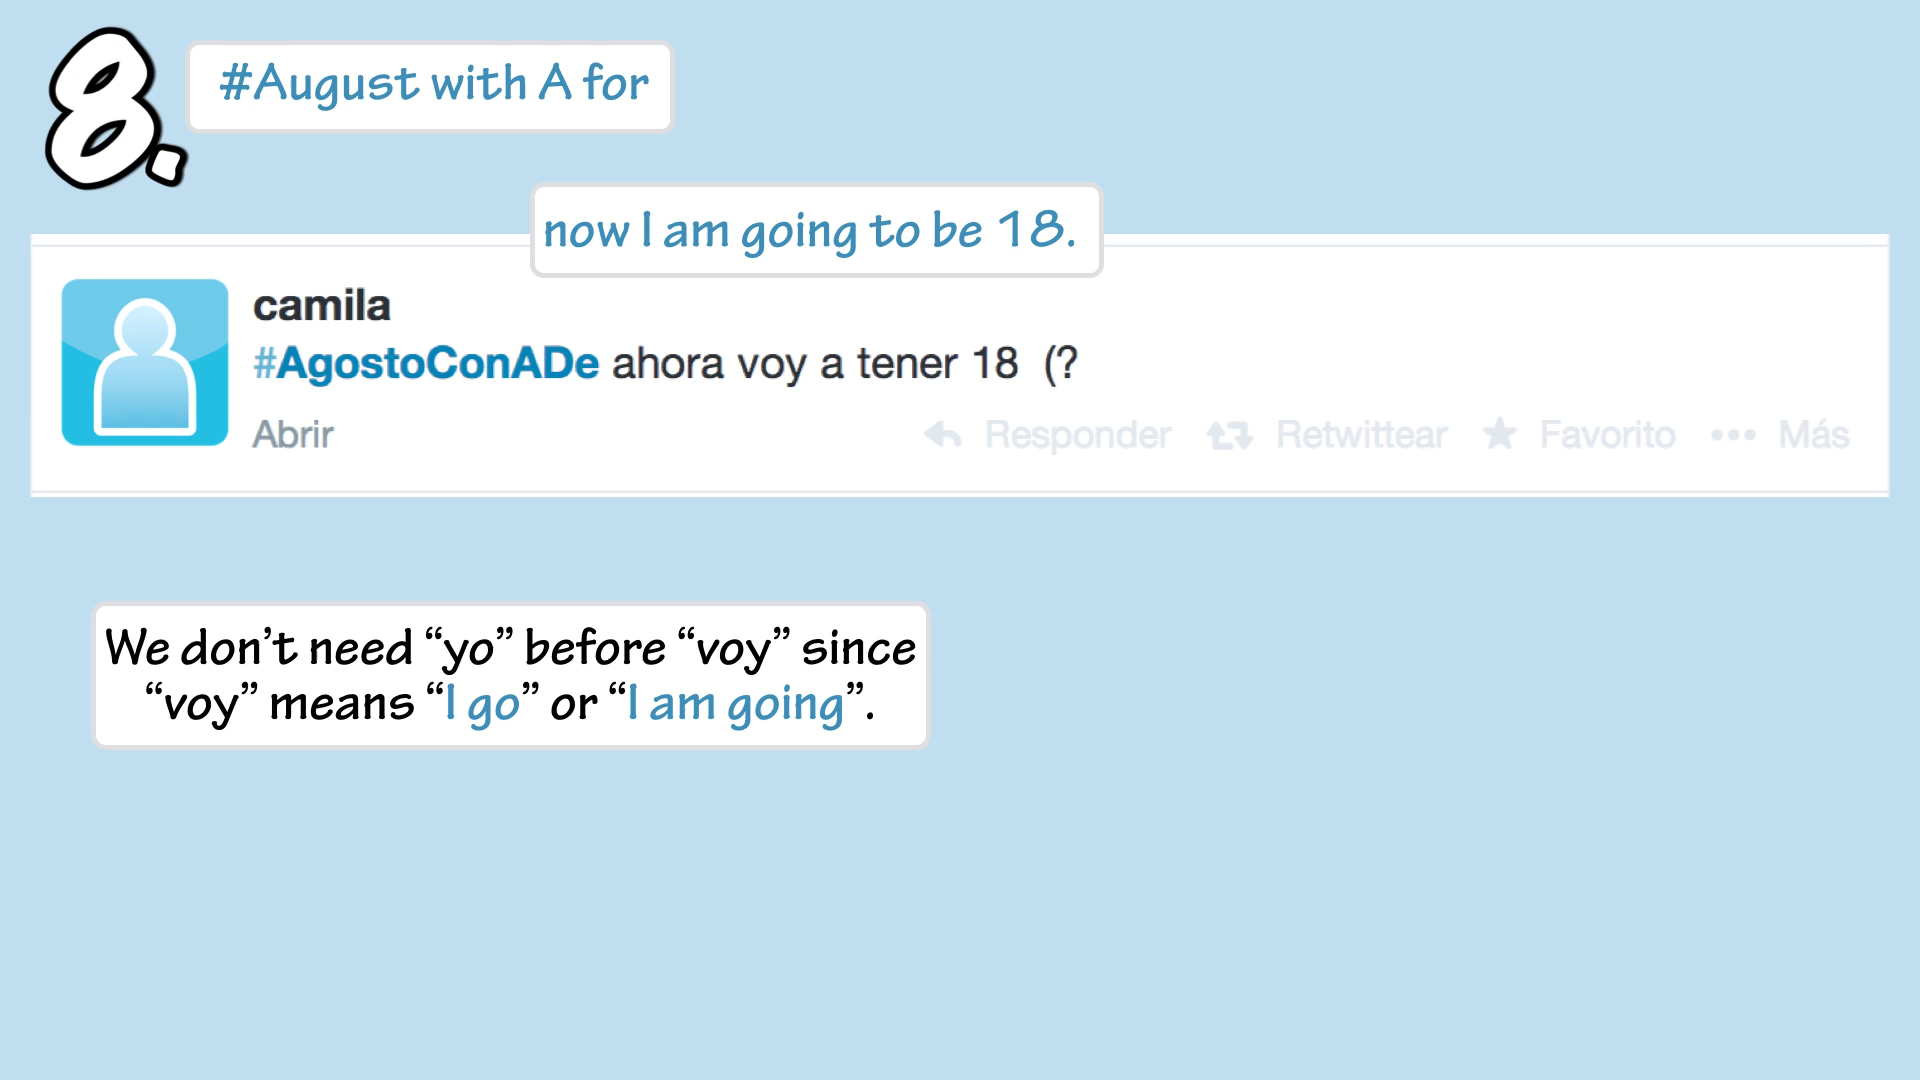 8.
#August with A for
now I am going to be 18.
camila
#AgostoConADe ahora voy a tener 18 (?
Abrir
Responder Retwittear Favorito Más
We don’t need “yo” before “voy” since
“voy” means “I go” or “I am going”.